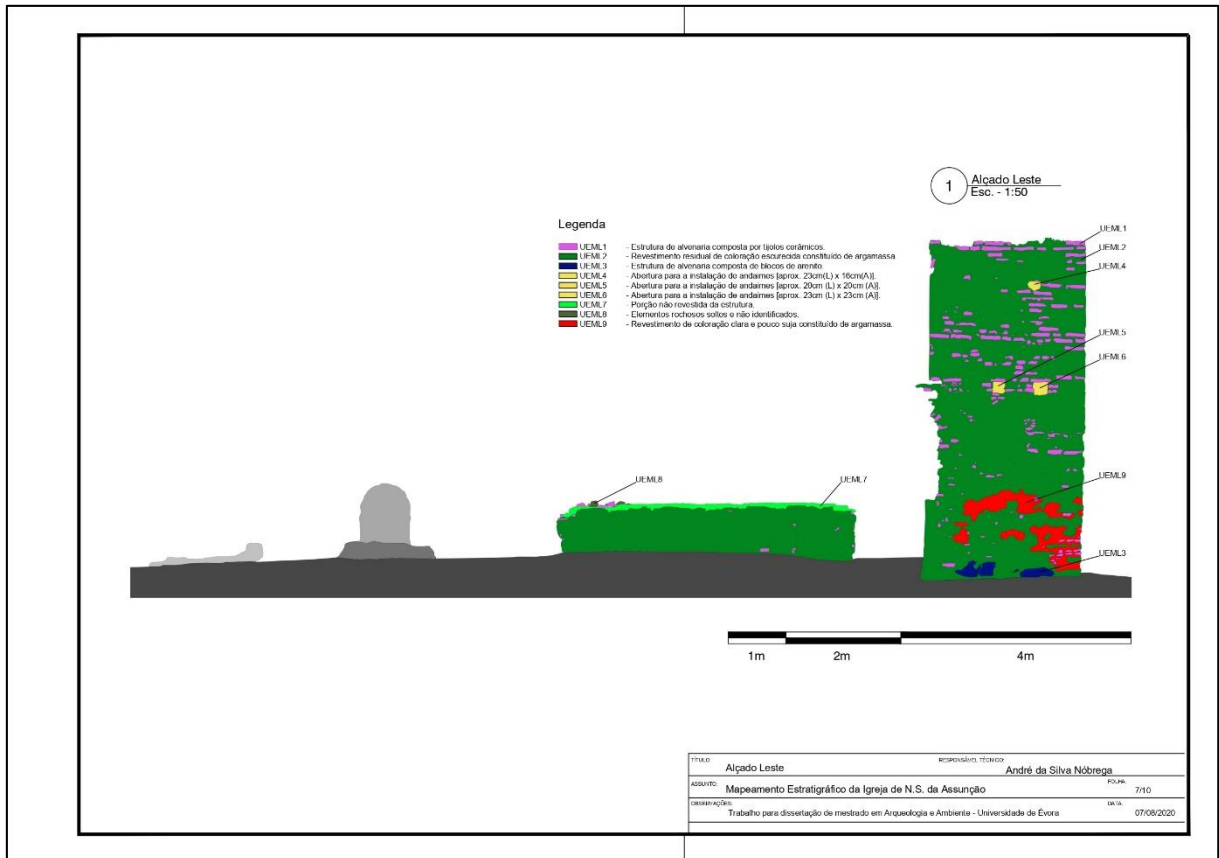 1
Alçado Leste
Esc. - 1:50
Legenda
UEML1 - Estrutura de alvenaria composta por tijolos cerâmicos.
UEML2 - Revestimento residual de coloração escurecida constituído de argamassa
UEML3 - Estrutura de alvenaria composta de blocos de arenito.
UEML4 - Abertura para a instalação de andaimes [aprox. 23cm(L) x 16cm(A)].
UEML5 - Abertura para a instalação de andaimes [aprox. 20cm (L) x 20cm (A)].
UEML6 - Abertura para a instalação de andaimes [aprox. 23cm (L) x 23cm (A)].
UEML7 - Porção não revestida da estrutura.
UEML8 - Elementos rochosos soltos e não identificados.
UEML9 - Revestimento de coloração clara e pouco suja constituído de argamassa.
UEML1
UEML2
UEML4
UEML5
UEML6
UEML8
UEML7
UEML9
UEML3
1m 2m 4m
TÍTULO: Alçado Leste RESPONSÁVEL TÉCNICO: André da Silva Nóbrega
ASSUNTO: Mapeamento Estratigráfico da Igreja de N.S. da Assunção FOLHA: 7/10
OBSERVAÇÕES: Trabalho para dissertação de mestrado em Arqueologia e Ambiente - Universidade de Évora DATA: 07/08/2020